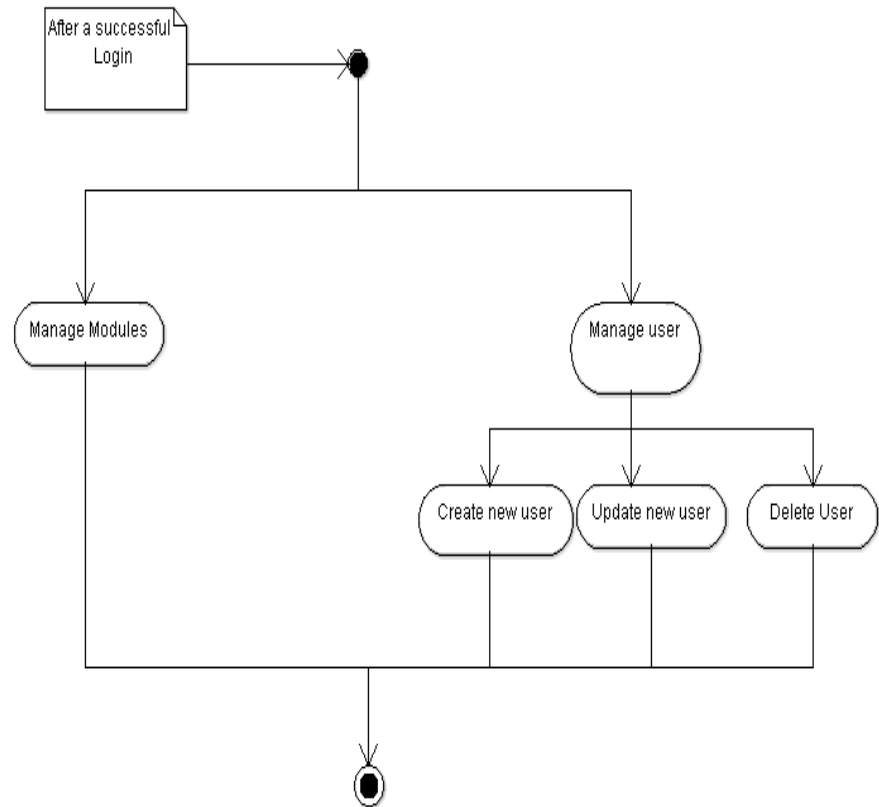 After a successful
Login
Manage Modules
Manage user
Create new user
Update new user
Delete User